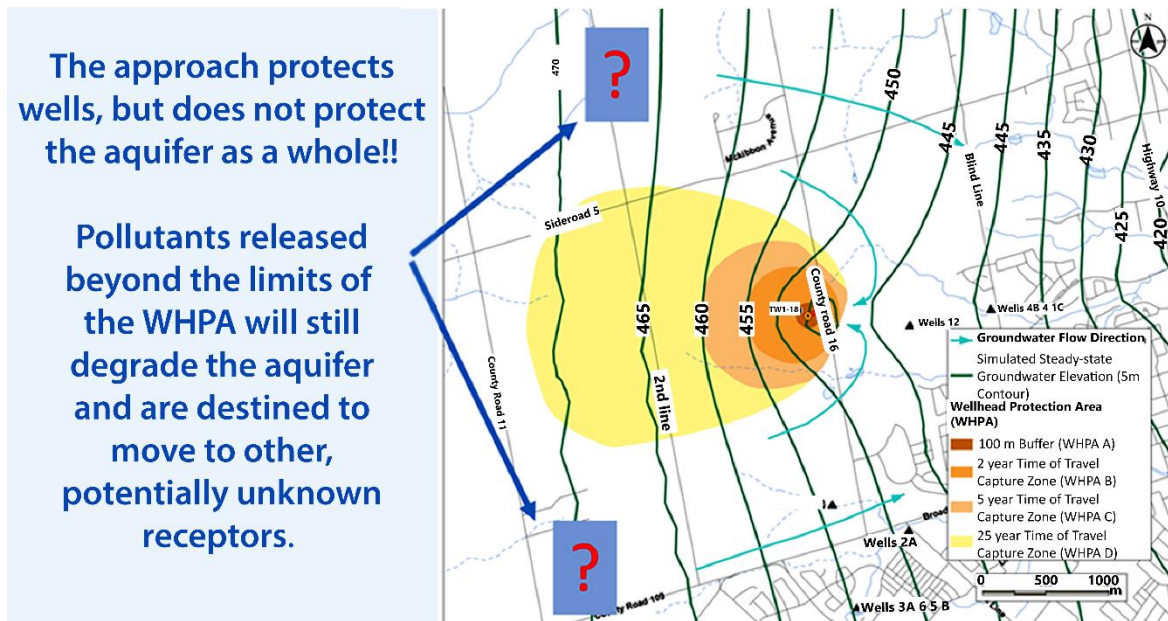 The approach protects
wells, but does not protect
the aquifer as a whole!!
Pollutants released
beyond the limits of
the WHPA will still
degrade the aquifer
and are destined to
move to other,
potentially unknown
receptors.
?
?
N
470
465
460
455
450
445
445
435
430
425
420
Mckibbon Avenue
Sideroad 5
Blind Line
Highway 10
County road 16
TW1-18
County Road 11
2nd line
Wells 12
Wells 4B 4 1C
Wells 2A
Wells 3A 6 5 B
Broad
Road 109
Groundwater Flow Direction
Simulated Steady-state
Groundwater Elevation (5m
Contour)
Wellhead Protection Area
(WHPA)
100 m Buffer (WHPA A)
2 year Time of Travel
Capture Zone (WHPA B)
5 year Time of Travel
Capture Zone (WHPA C)
25 year Time of Travel
Capture Zone (WHPA D)
0 500 1000
m